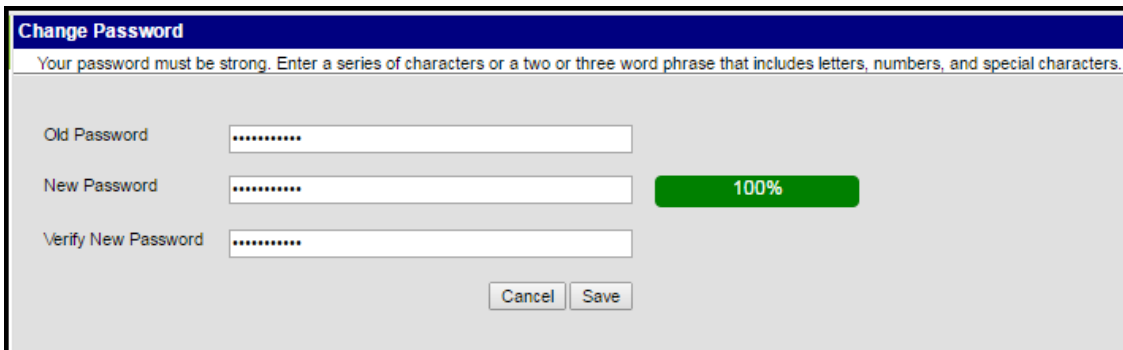 Change Password
Your password must be strong. Enter a series of characters or a two or three word phrase that includes letters, numbers, and special characters.
Old Password •••••••••••
New Password ••••••••••• 100%
Verify New Password •••••••••••
Cancel Save